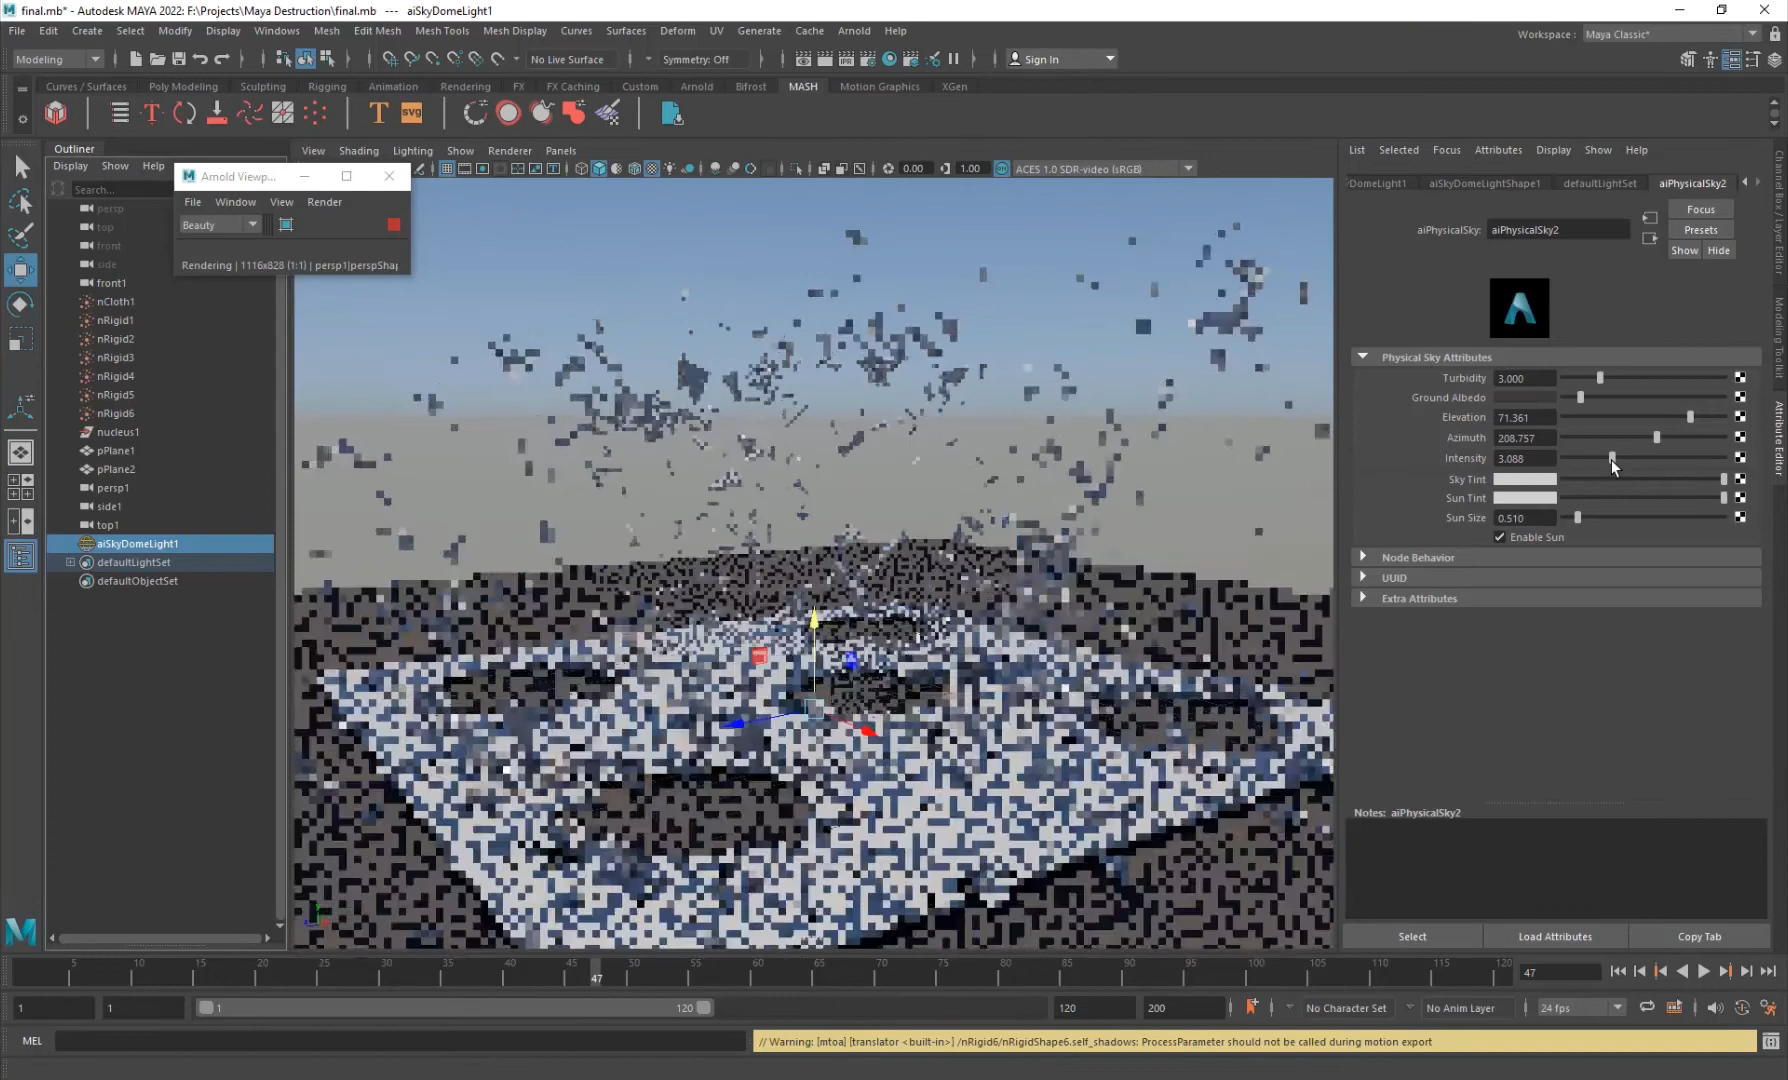 final.mb* - Autodesk MAYA 2022: F:\Projects\Maya Destruction\final.mb --- aiSkyDomeLight1
File Edit Create Select Modify Display Windows Mesh Edit Mesh Mesh Tools Mesh Display Curves Surfaces Deform UV Generate Cache Arnold Help
Workspace : Maya Classic*
Modeling No Live Surface Symmetry: Off Sign In
Curves / Surfaces Poly Modeling Sculpting Rigging Animation Rendering FX FX Caching Custom Arnold Bifrost MASH Motion Graphics XGen
Outliner
Display Show Help
Search...
persp
top
front
side
front1
nCloth1
nRigid1
nRigid2
nRigid3
nRigid4
nRigid5
nRigid6
nucleus1
pPlane1
pPlane2
persp1
side1
top1
aiSkyDomeLight1
defaultLightSet
defaultObjectSet
Arnold Viewp...
File Window View Render
Beauty
Rendering | 1116x828 (1:1) | persp1|perspShap
View Shading Lighting Show Renderer Panels
0.00 1.00 ACES 1.0 SDR-video (sRGB)
List Selected Focus Attributes Display Show Help
DomeLight1 aiSkyDomeLightShape1 defaultLightSet aiPhysicalSky2
Focus
aiPhysicalSky: aiPhysicalSky2
Presets
Show Hide
Physical Sky Attributes
Turbidity 3.000
Ground Albedo
Elevation 71.361
Azimuth 208.757
Intensity 3.088
Sky Tint
Sun Tint
Sun Size 0.510
Enable Sun
Node Behavior
UUID
Extra Attributes
Notes: aiPhysicalSky2
Select Load Attributes Copy Tab
Channel Box / Layer Editor
Modeling Toolkit
Attribute Editor
5 10 15 20 25 30 35 40 45 50 55 60 65 70 75 80 85 90 95 100 105 110 115 120
47
47
1 1 1 120 120 200 No Character Set No Anim Layer 24 fps
MEL
// Warning: [mtoa] [translator <built-in>] /nRigid6/nRigidShape6.self_shadows: ProcessParameter should not be called during motion export